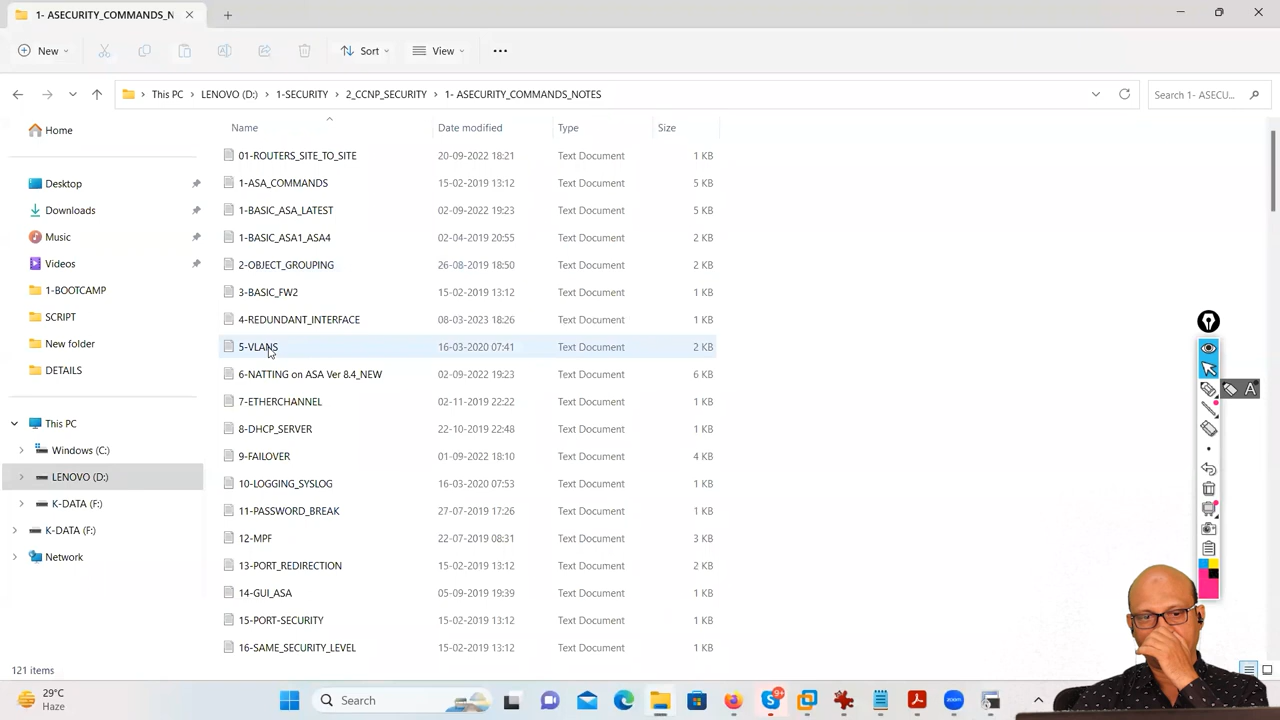 1- ASECURITY_COMMANDS_N
New
Sort
View
This PC > LENOVO (D:) > 1-SECURITY > 2_CCNP_SECURITY > 1- ASECURITY_COMMANDS_NOTES
Search 1- ASECU...
Home
Desktop
Downloads
Music
Videos
1-BOOTCAMP
SCRIPT
New folder
DETAILS
This PC
Windows (C:)
LENOVO (D:)
K-DATA (F:)
K-DATA (F:)
Network
Name Date modified Type Size
01-ROUTERS_SITE_TO_SITE 20-09-2022 18:21 Text Document 1 KB
1-ASA_COMMANDS 15-02-2019 13:12 Text Document 5 KB
1-BASIC_ASA_LATEST 02-09-2022 19:23 Text Document 5 KB
1-BASIC_ASA1_ASA4 02-04-2019 20:55 Text Document 2 KB
2-OBJECT_GROUPING 26-08-2019 18:50 Text Document 2 KB
3-BASIC_FW2 15-02-2019 13:12 Text Document 1 KB
4-REDUNDANT_INTERFACE 08-03-2023 18:26 Text Document 1 KB
5-VLANS 16-03-2020 07:41 Text Document 2 KB
6-NATTING on ASA Ver 8.4_NEW 02-09-2022 19:23 Text Document 6 KB
7-ETHERCHANNEL 02-11-2019 22:22 Text Document 1 KB
8-DHCP_SERVER 22-10-2019 22:48 Text Document 1 KB
9-FAILOVER 01-09-2022 18:10 Text Document 4 KB
10-LOGGING_SYSLOG 16-03-2020 07:53 Text Document 1 KB
11-PASSWORD_BREAK 27-07-2019 17:26 Text Document 1 KB
12-MPF 22-07-2019 08:31 Text Document 3 KB
13-PORT_REDIRECTION 15-02-2019 13:12 Text Document 2 KB
14-GUI_ASA 05-09-2019 19:39 Text Document 1 KB
15-PORT-SECURITY 15-02-2019 13:12 Text Document 1 KB
16-SAME_SECURITY_LEVEL 15-02-2019 13:12 Text Document 1 KB
A
121 items
29°C
Haze
Search
9+
zoom